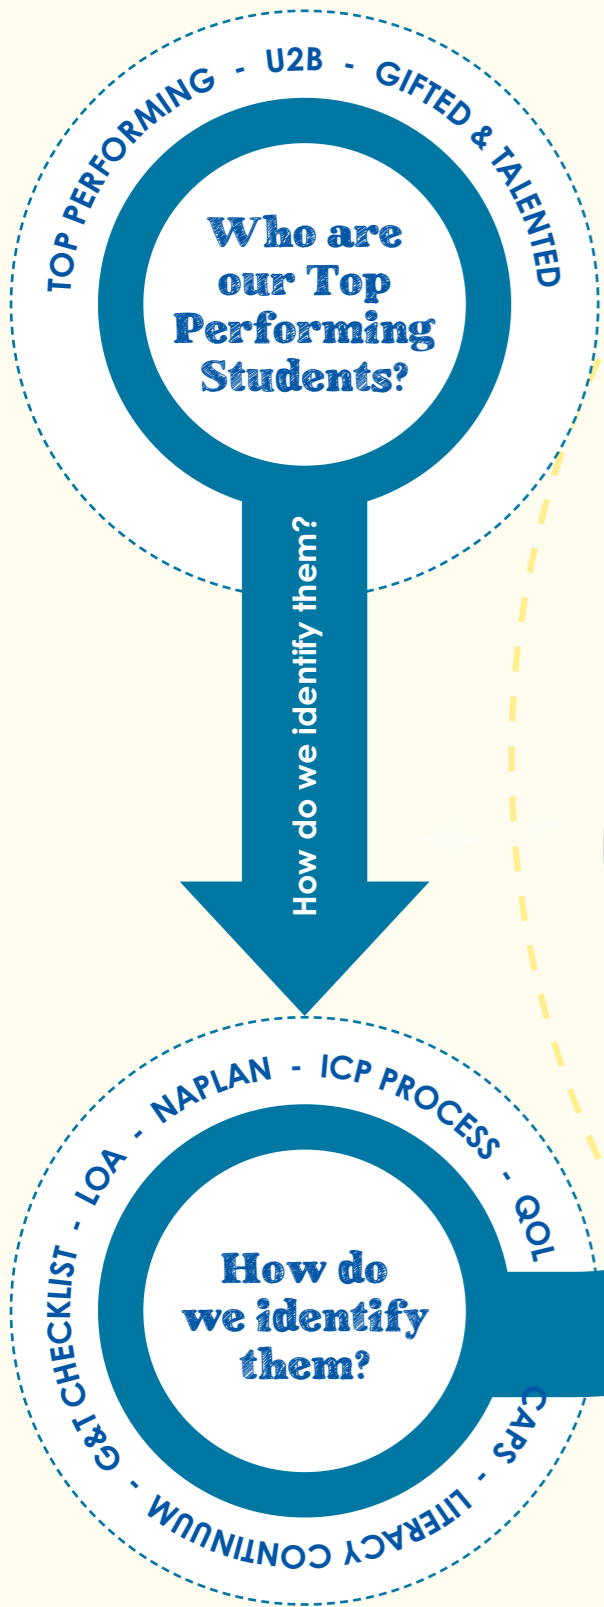 TOP PERFORMING - U2B - GIFTED & TALENTED
Who are
our Top
Performing
Students?
How do we identify them?
G&T CHECKLIST - LOA - NAPLAN - ICP PROCESS - QOL
CAPS - LITERACY CONTINUUM -
How do
we identify
them?